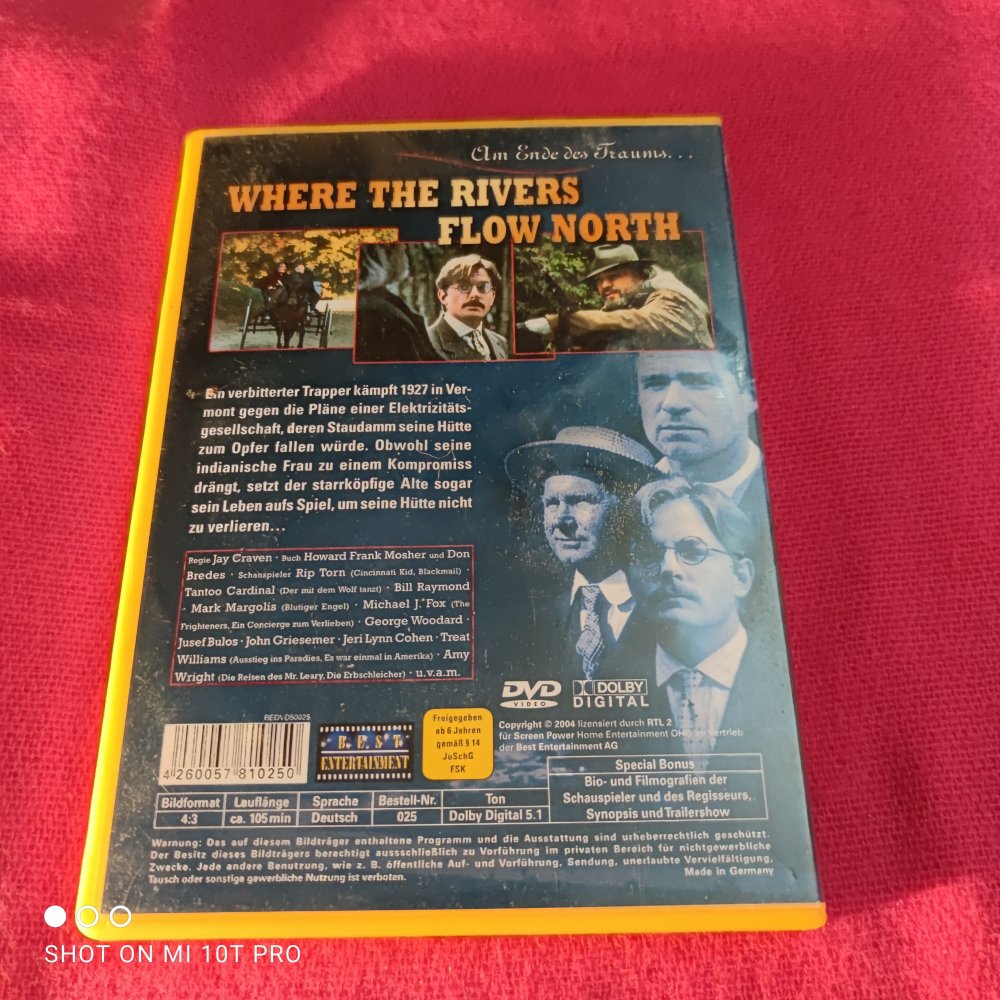 Am Ende des Traums...
WHERE THE RIVERS
FLOW NORTH
Ein verbitterter Trapper kämpft 1927 in Ver-
mont gegen die Pläne einer Elektrizitäts-
gesellschaft, deren Staudamm seine Hütte
zum Opfer fallen würde. Obwohl seine
indianische Frau zu einem Kompromiss
drängt, setzt der starrköpfige Alte sogar
sein Leben aufs Spiel, um seine Hütte nicht
zu verlieren...
Regie Jay Craven · Buch Howard Frank Mosher und Don
Bredes · Schauspieler Rip Torn (Cincinnati Kid, Blackmail) ·
Tantoo Cardinal (Der mit dem Wolf tanzt) · Bill Raymond
· Mark Margolis (Blutiger Engel) · Michael J. Fox (The
Frighteners, Ein Concierge zum Verlieben) · George Woodard ·
Jusef Bulos · John Griesemer · Jeri Lynn Cohen · Treat
Williams (Ausstieg ins Paradies, Es war einmal in Amerika) · Amy
Wright (Die Reisen des Mr. Leary, Die Erbschleicher) · u.v.a.m.
DVD VIDEO
DOLBY DIGITAL
Copyright © 2004 lizensiert durch RTL 2
für Screen Power Home Entertainment OHG im Vertrieb
der Best Entertainment AG
BEDVD50025
4 260057 810250
BEST
ENTERTAINMENT
Freigegeben
ab 6 Jahren
gemäß § 14
JuSchG
FSK
Special Bonus
Bio- und Filmografien der
Schauspieler und des Regisseurs,
Synopsis und Trailershow
Bildformat Lauflänge Sprache Bestell-Nr. Ton
4:3 ca. 105 min Deutsch 025 Dolby Digital 5.1
Warnung: Das auf diesem Bildträger enthaltene Programm und die Ausstattung sind urheberrechtlich geschützt.
Der Besitz dieses Bildträgers berechtigt aussschließlich zu Vorführung im privaten Bereich für nichtgewerbliche
Zwecke. Jede andere Benutzung, wie z. B. öffentliche Auf- und Vorführung, Sendung, unerlaubte Vervielfältigung,
Tausch oder sonstige gewerbliche Nutzung ist verboten.
Made in Germany
SHOT ON MI 10T PRO